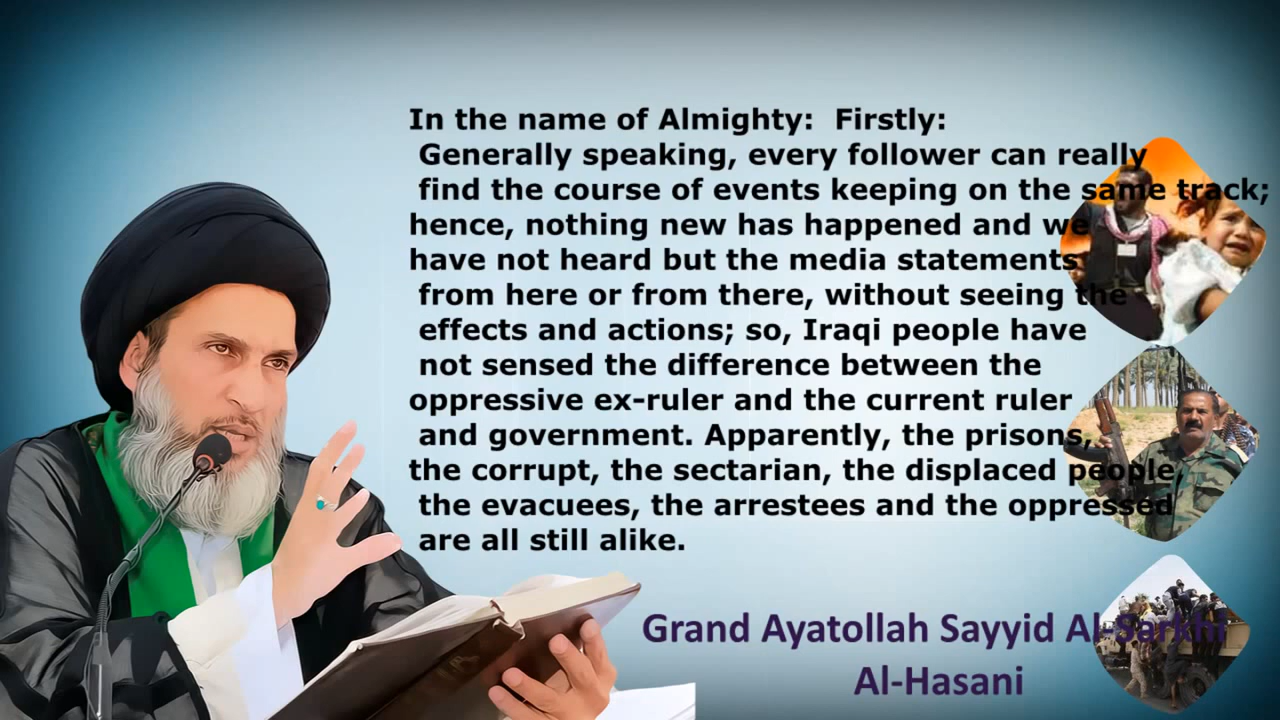 In the name of Almighty:  Firstly:
Generally speaking, every follower can really
find the course of events keeping on the same track;
hence, nothing new has happened and we
have not heard but the media statements
from here or from there, without seeing the
effects and actions; so, Iraqi people have
not sensed the difference between the
oppressive ex-ruler and the current ruler
and government. Apparently, the prisons,
the corrupt, the sectarian, the displaced people,
the evacuees, the arrestees and the oppressed
are all still alike.
Grand Ayatollah Sayyid Al-Sarkhi
Al-Hasani